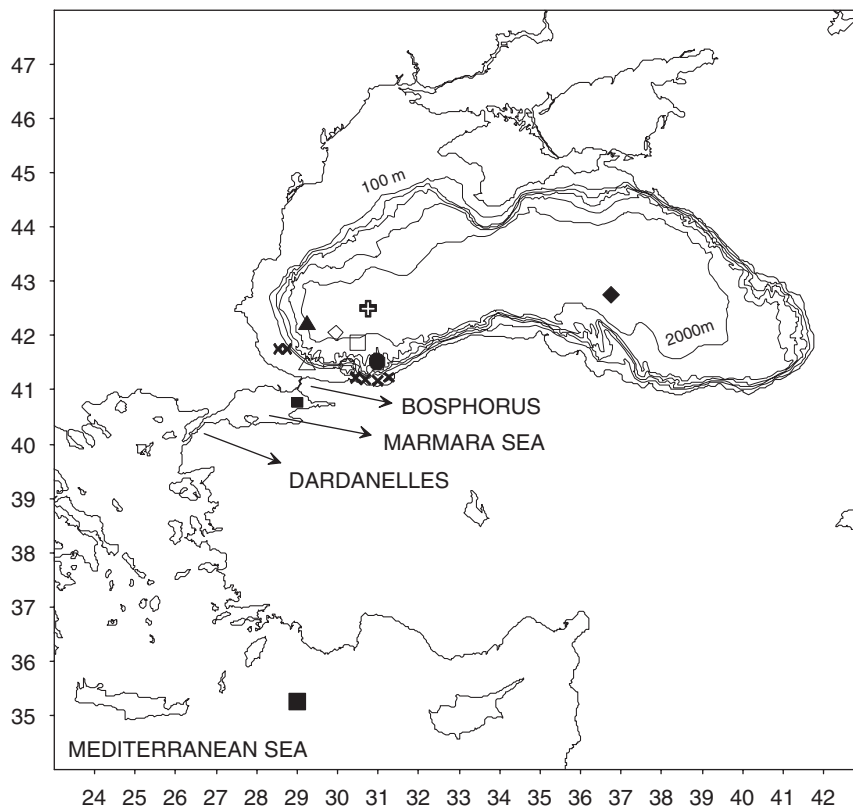 47
46
45
44
43
42
41
40
39
38
37
36
35
100 m
2000m
BOSPHORUS
MARMARA SEA
DARDANELLES
MEDITERRANEAN SEA
24 25 26 27 28 29 30 31 32 33 34 35 36 37 38 39 40 41 42